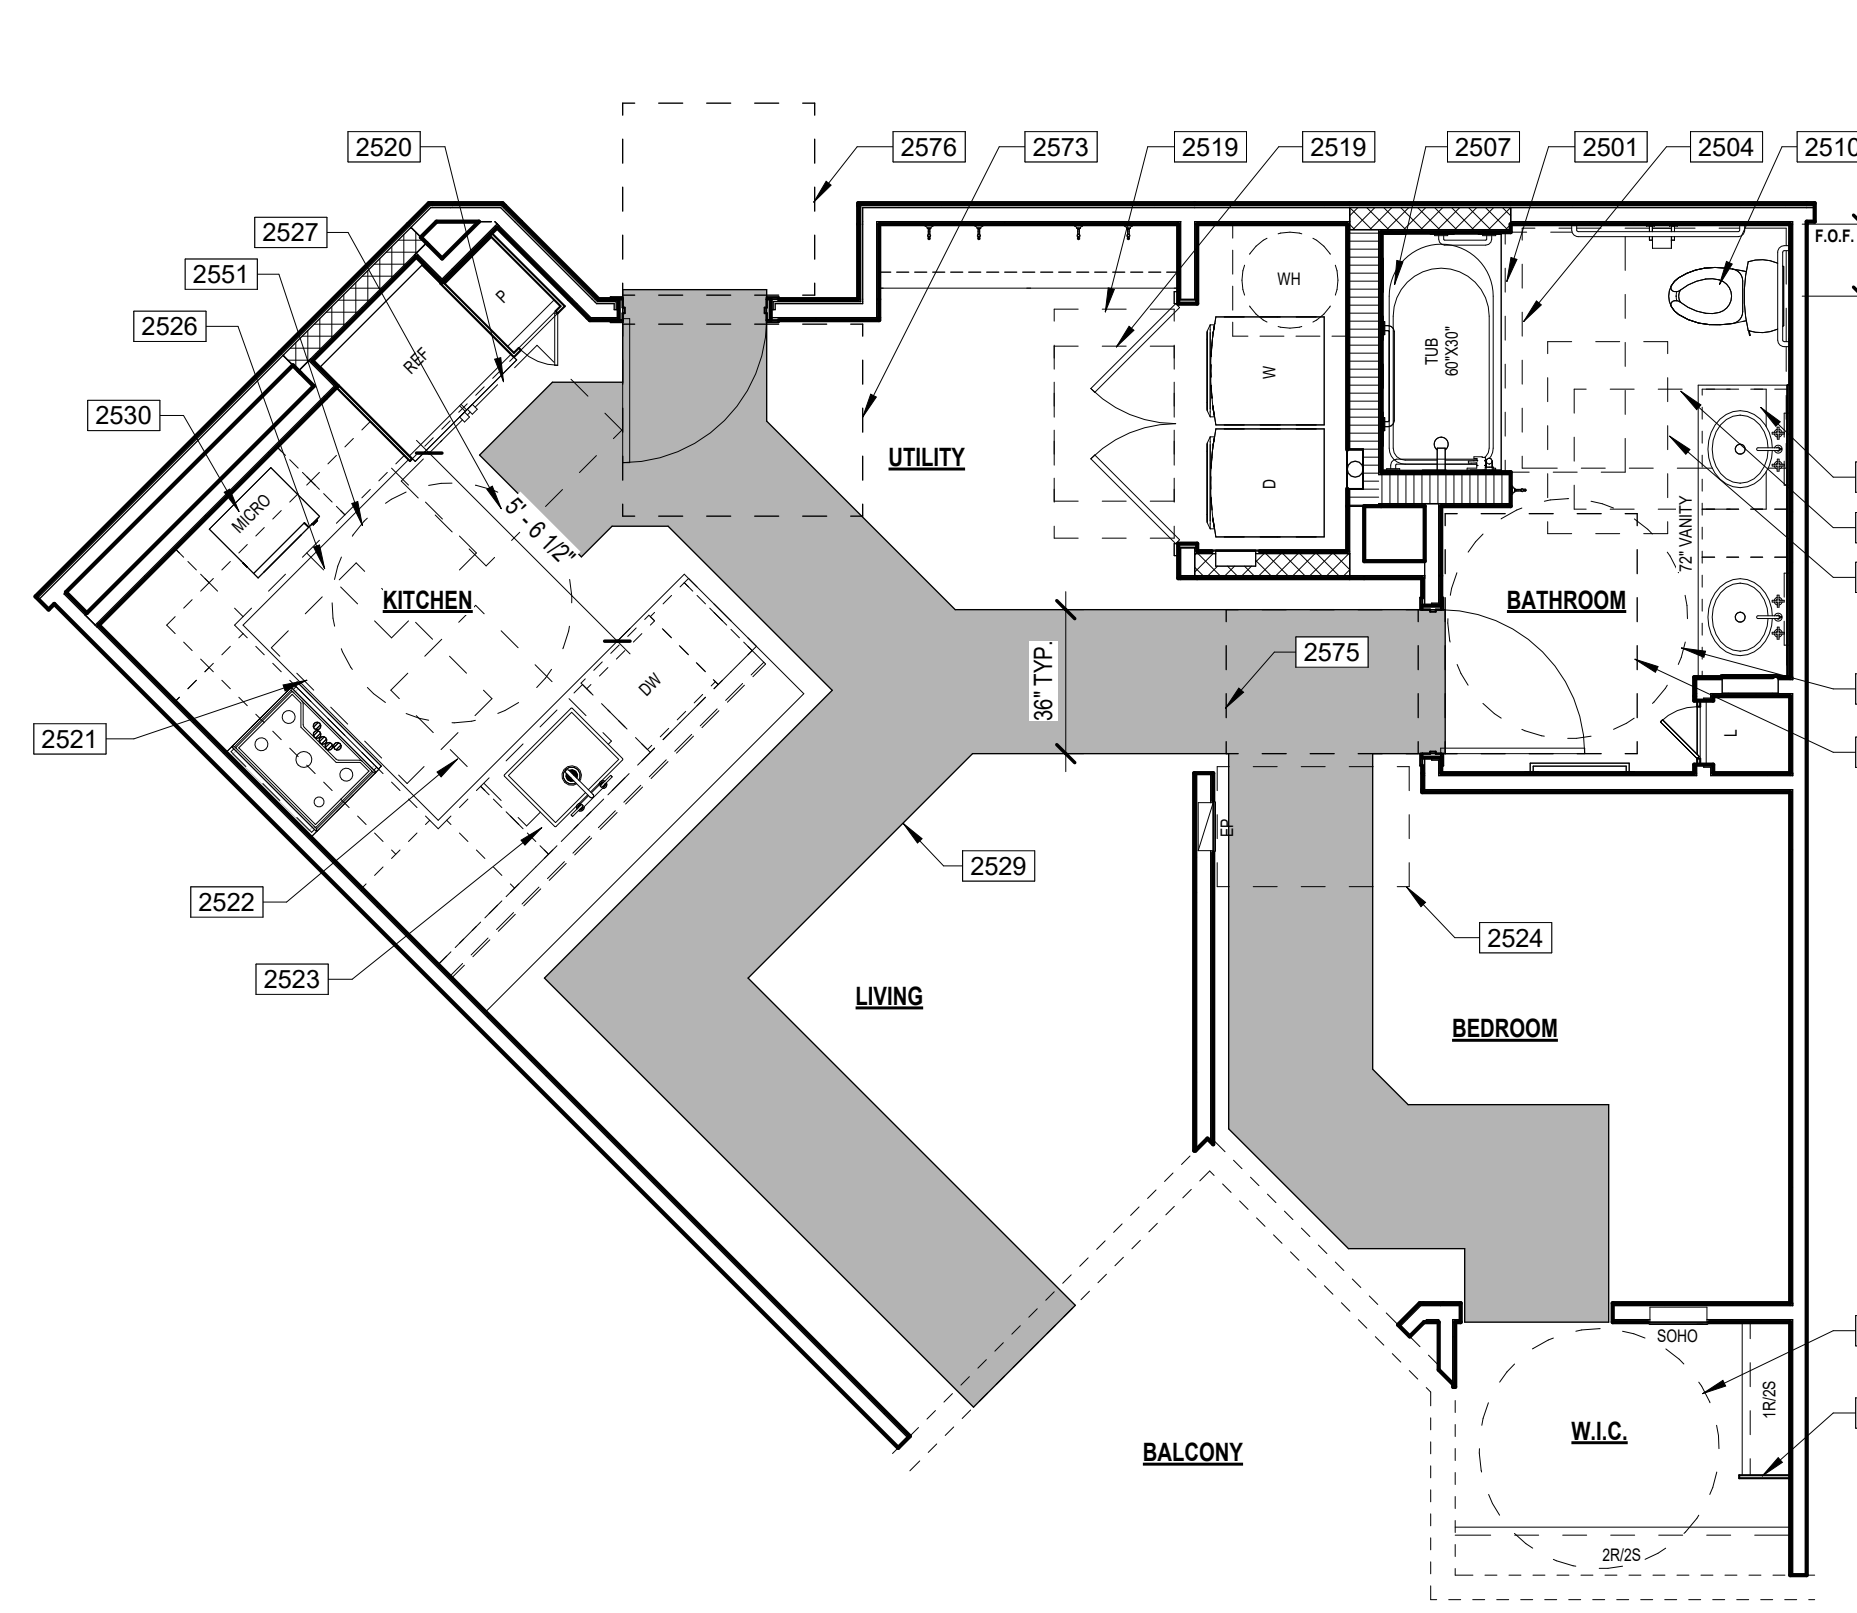 2520
2576
2573
2519
2519
2507
2501
2504
2510
2527
F.O.F.
2551
P
WH
2526
REF
TUB
60"X30"
W
2530
MICRO
UTILITY
D
5' - 6 1/2"
72" VANITY
KITCHEN
BATHROOM
2575
36" TYP.
DW
2521
L
EP
2529
2522
2524
2523
LIVING
BEDROOM
SOHO
1R/2S
W.I.C.
BALCONY
2R/2S